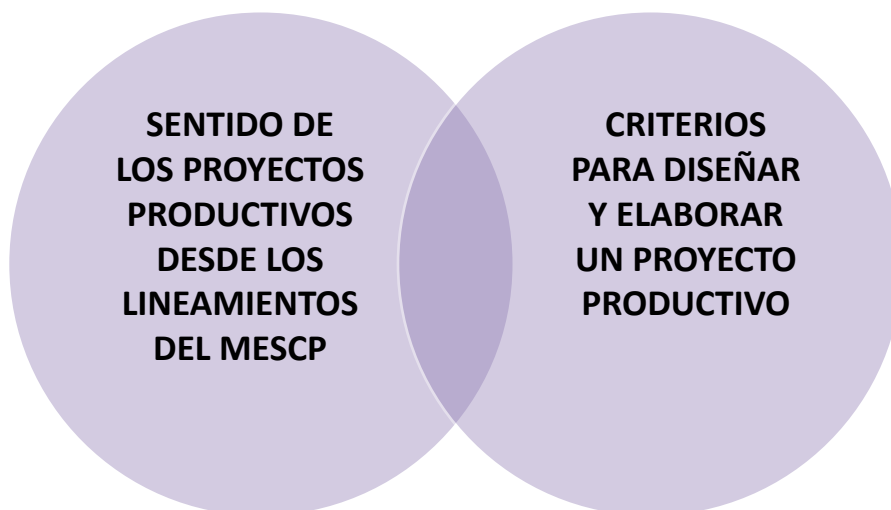 SENTIDO DE
LOS PROYECTOS
PRODUCTIVOS
DESDE LOS
LINEAMIENTOS
DEL MESCP
CRITERIOS
PARA DISEÑAR
Y ELABORAR
UN PROYECTO
PRODUCTIVO